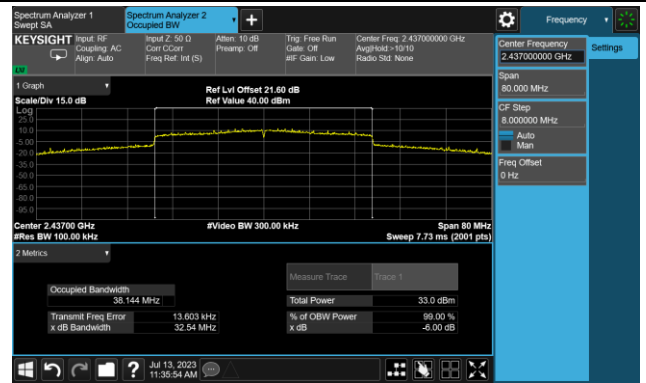 Spectrum Analyzer 1
Swept SA
Spectrum Analyzer 2
Occupied BW
Frequency
KEYSIGHT
Input: RF
Coupling: AC
Align: Auto
Input Z: 50 Ω
Corr CCorr
Freq Ref: Int (S)
Atten: 10 dB
Preamp: Off
Trig: Free Run
Gate: Off
#IF Gain: Low
Center Freq: 2.437000000 GHz
Avg|Hold:>10/10
Radio Std: None
Center Frequency
2.437000000 GHz
Settings
Span
80.000 MHz
CF Step
8.000000 MHz
Auto
Man
Freq Offset
0 Hz
1 Graph
Scale/Div 15.0 dB
Ref Lvl Offset 21.60 dB
Ref Value 40.00 dBm
Log
25.0
10.0
-5.00
-20.0
-35.0
-50.0
-65.0
-80.0
-95.0
Center 2.43700 GHz
#Res BW 100.00 kHz
#Video BW 300.00 kHz
Span 80 MHz
Sweep 7.73 ms (2001 pts)
2 Metrics
Measure Trace
Trace 1
Occupied Bandwidth
38.144 MHz
Total Power
33.0 dBm
Transmit Freq Error
13.603 kHz
% of OBW Power
99.00 %
x dB Bandwidth
32.54 MHz
x dB
-6.00 dB
Jul 13, 2023
11:35:54 AM